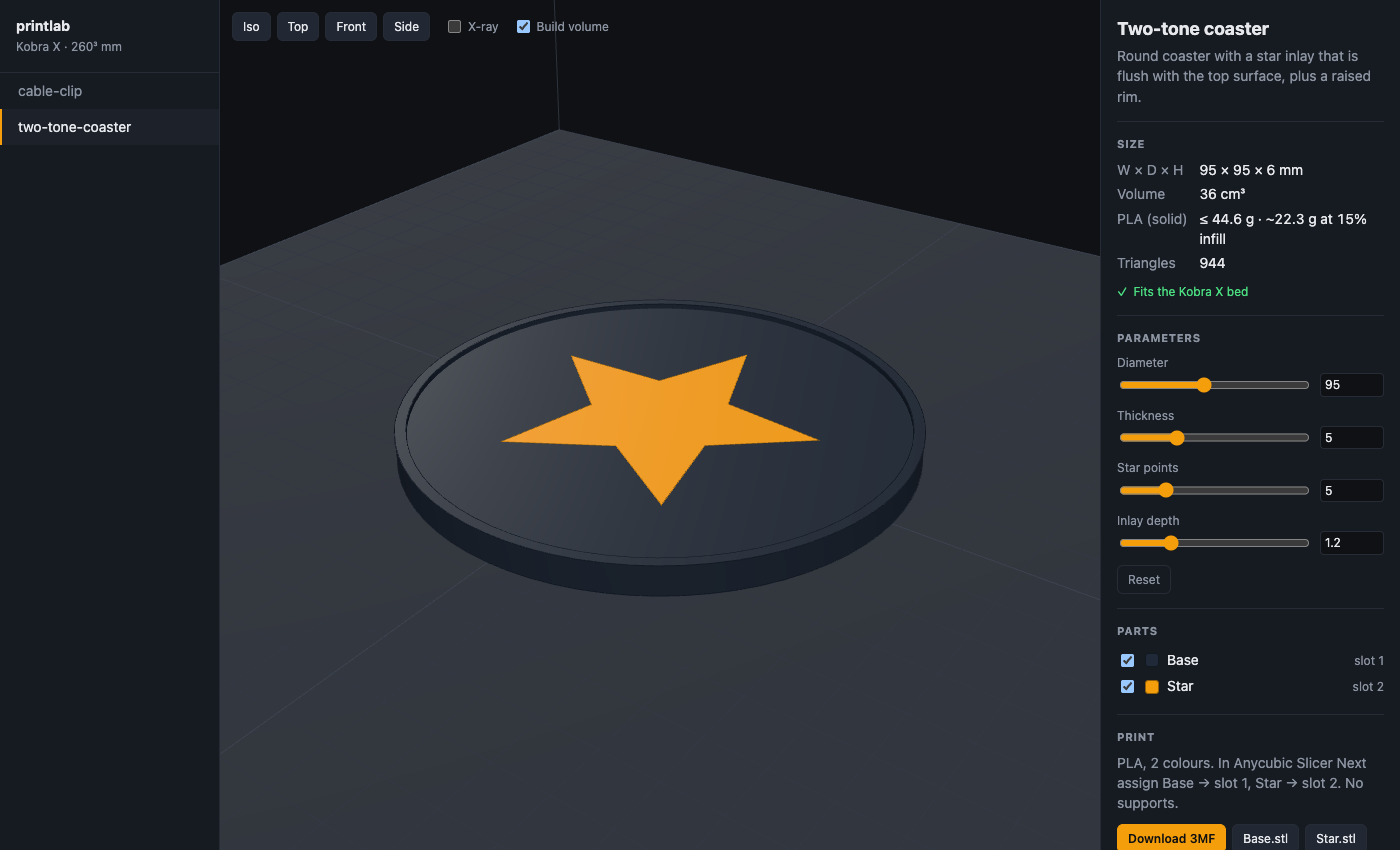 printlab
Kobra X · 260³ mm
cable-clip
two-tone-coaster
Iso
Top
Front
Side
X-ray
Build volume
Two-tone coaster
Round coaster with a star inlay that is
flush with the top surface, plus a raised
rim.
SIZE
W × D × H 95 × 95 × 6 mm
Volume 36 cm³
PLA (solid) ≤ 44.6 g · ~22.3 g at 15%
infill
Triangles 944
✓ Fits the Kobra X bed
PARAMETERS
Diameter
95
Thickness
5
Star points
5
Inlay depth
1.2
Reset
PARTS
Base slot 1
Star slot 2
PRINT
PLA, 2 colours. In Anycubic Slicer Next
assign Base → slot 1, Star → slot 2. No
supports.
Download 3MF
Base.stl
Star.stl